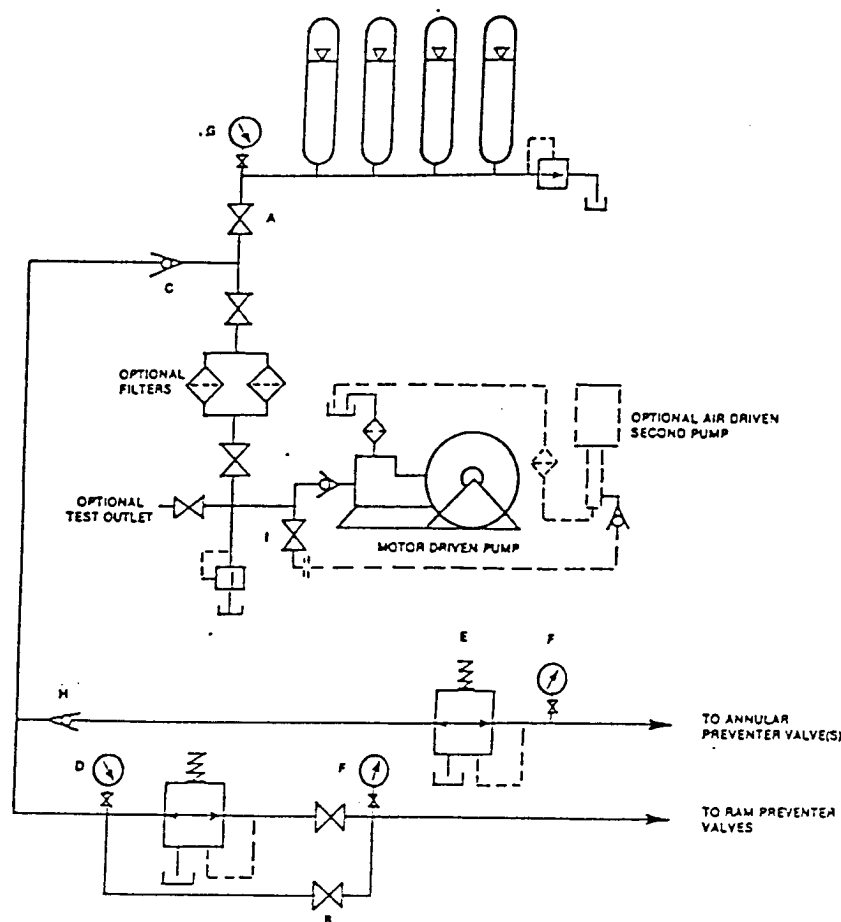 .G
A
C
OPTIONAL
FILTERS
OPTIONAL AIR DRIVEN
SECOND PUMP
OPTIONAL
TEST OUTLET
I
MOTOR DRIVEN PUMP
E
F
H
TO ANNULAR
PREVENTER VALVE(S)
D
F
TO RAM PREVENTER
VALVES